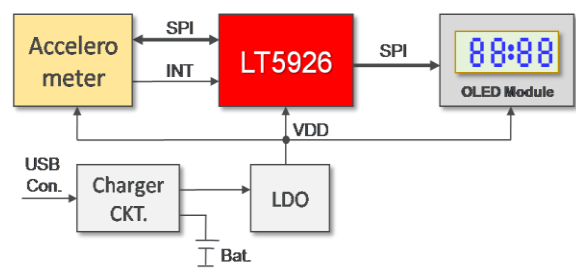 Accelero
meter
SPI
INT
LT5926
SPI
88:88
OLED Module
VDD
USB
Con.
Charger
CKT.
LDO
Bat.